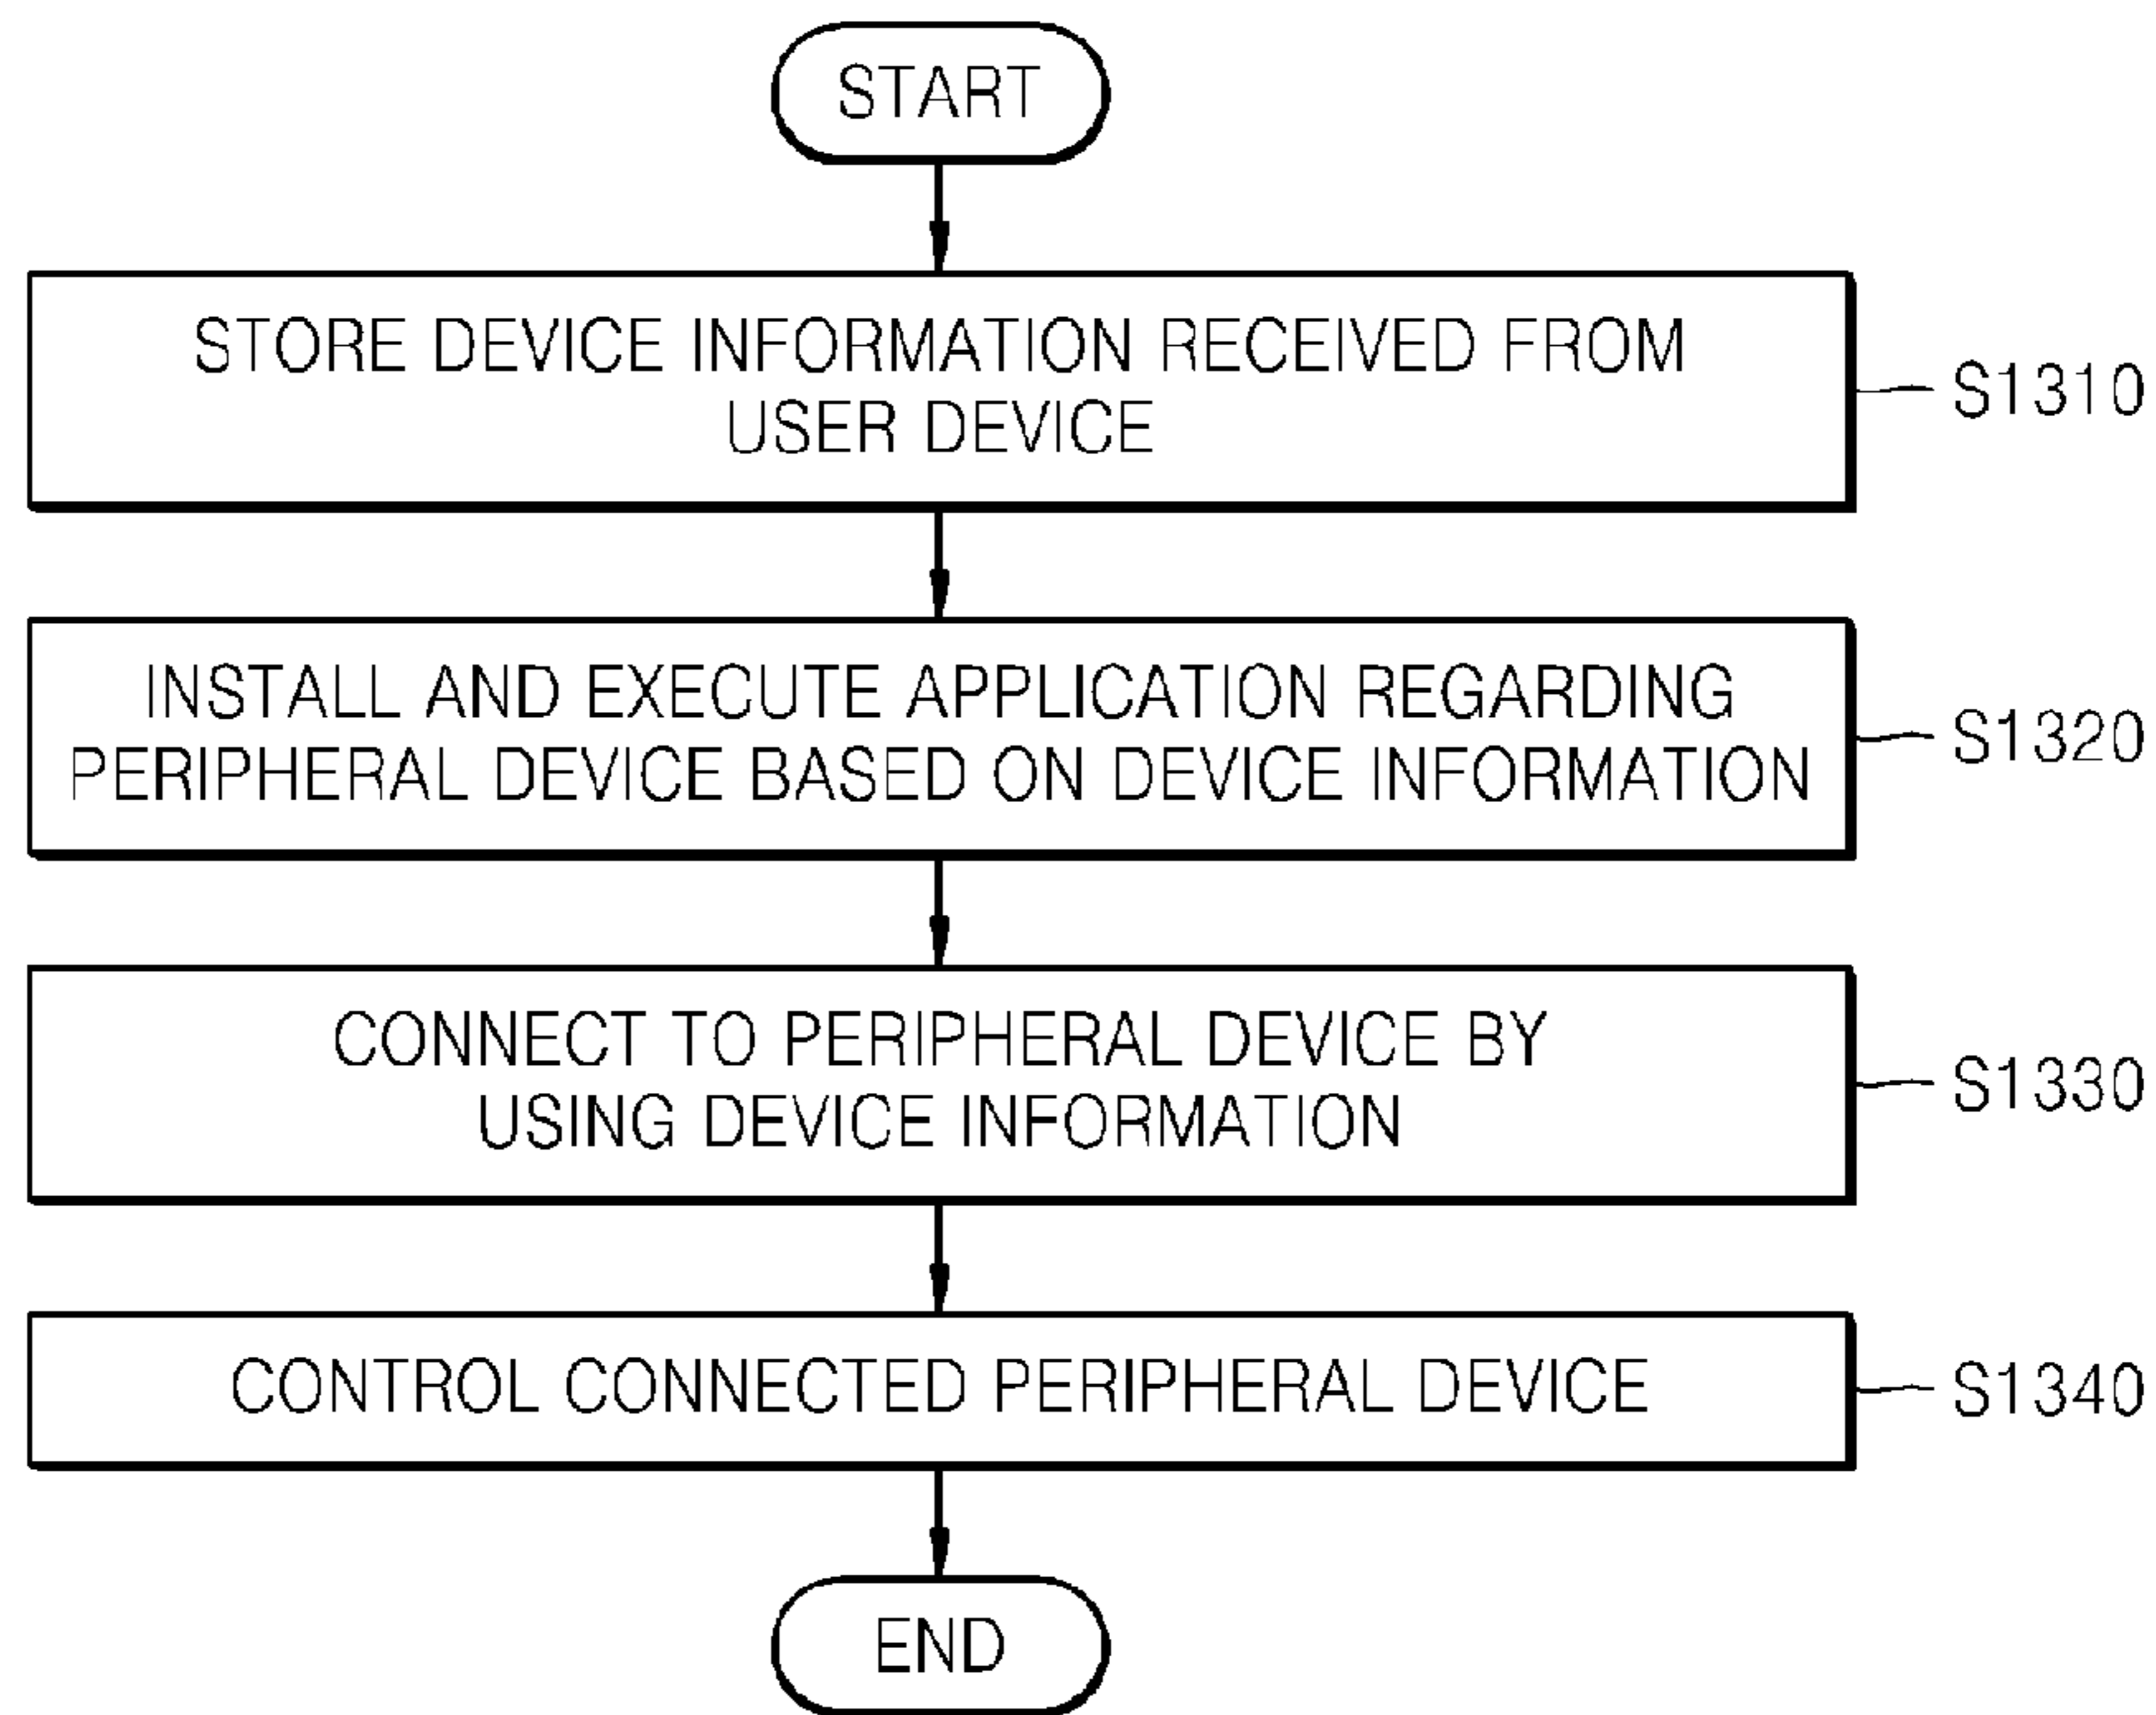 START
STORE DEVICE INFORMATION RECEIVED FROM
USER DEVICE
S1310
INSTALL AND EXECUTE APPLICATION REGARDING
PERIPHERAL DEVICE BASED ON DEVICE INFORMATION
S1320
CONNECT TO PERIPHERAL DEVICE BY
USING DEVICE INFORMATION
S1330
CONTROL CONNECTED PERIPHERAL DEVICE
S1340
END